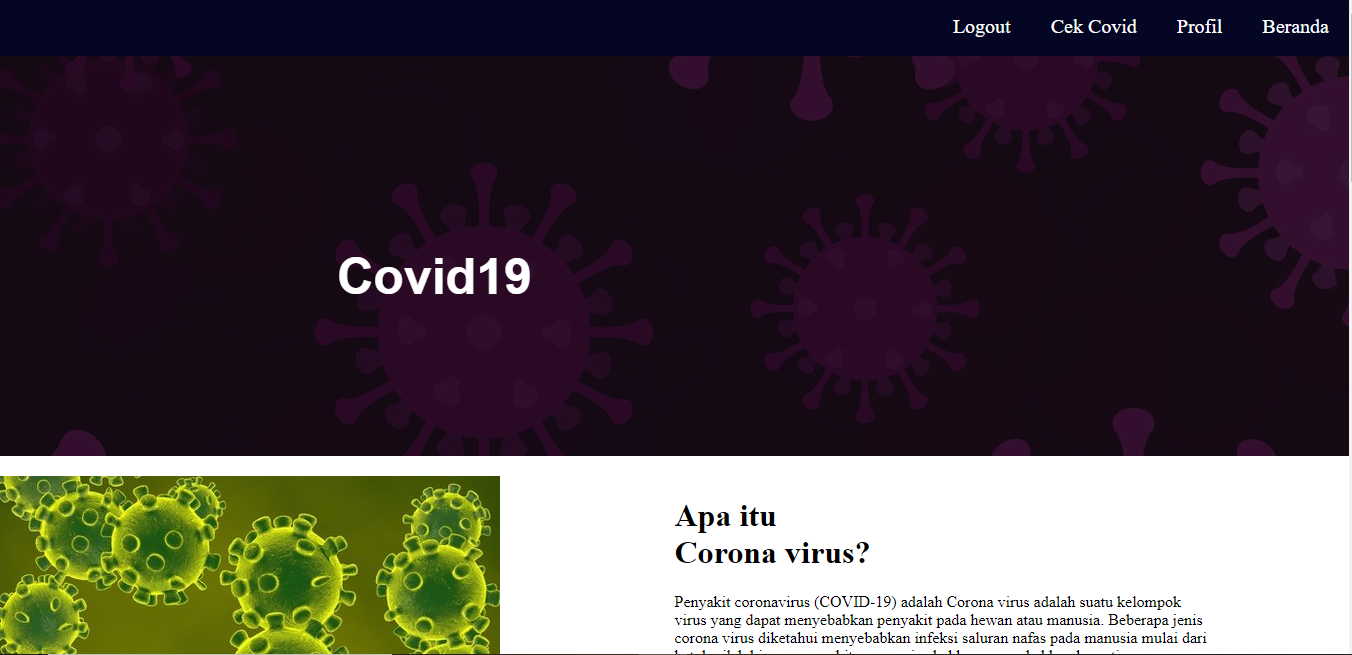 Logout Cek Covid Profil Beranda
Covid19
Apa itu
Corona virus?
Penyakit coronavirus (COVID-19) adalah Corona virus adalah suatu kelompok
virus yang dapat menyebabkan penyakit pada hewan atau manusia. Beberapa jenis
corona virus diketahui menyebabkan infeksi saluran nafas pada manusia mulai dari